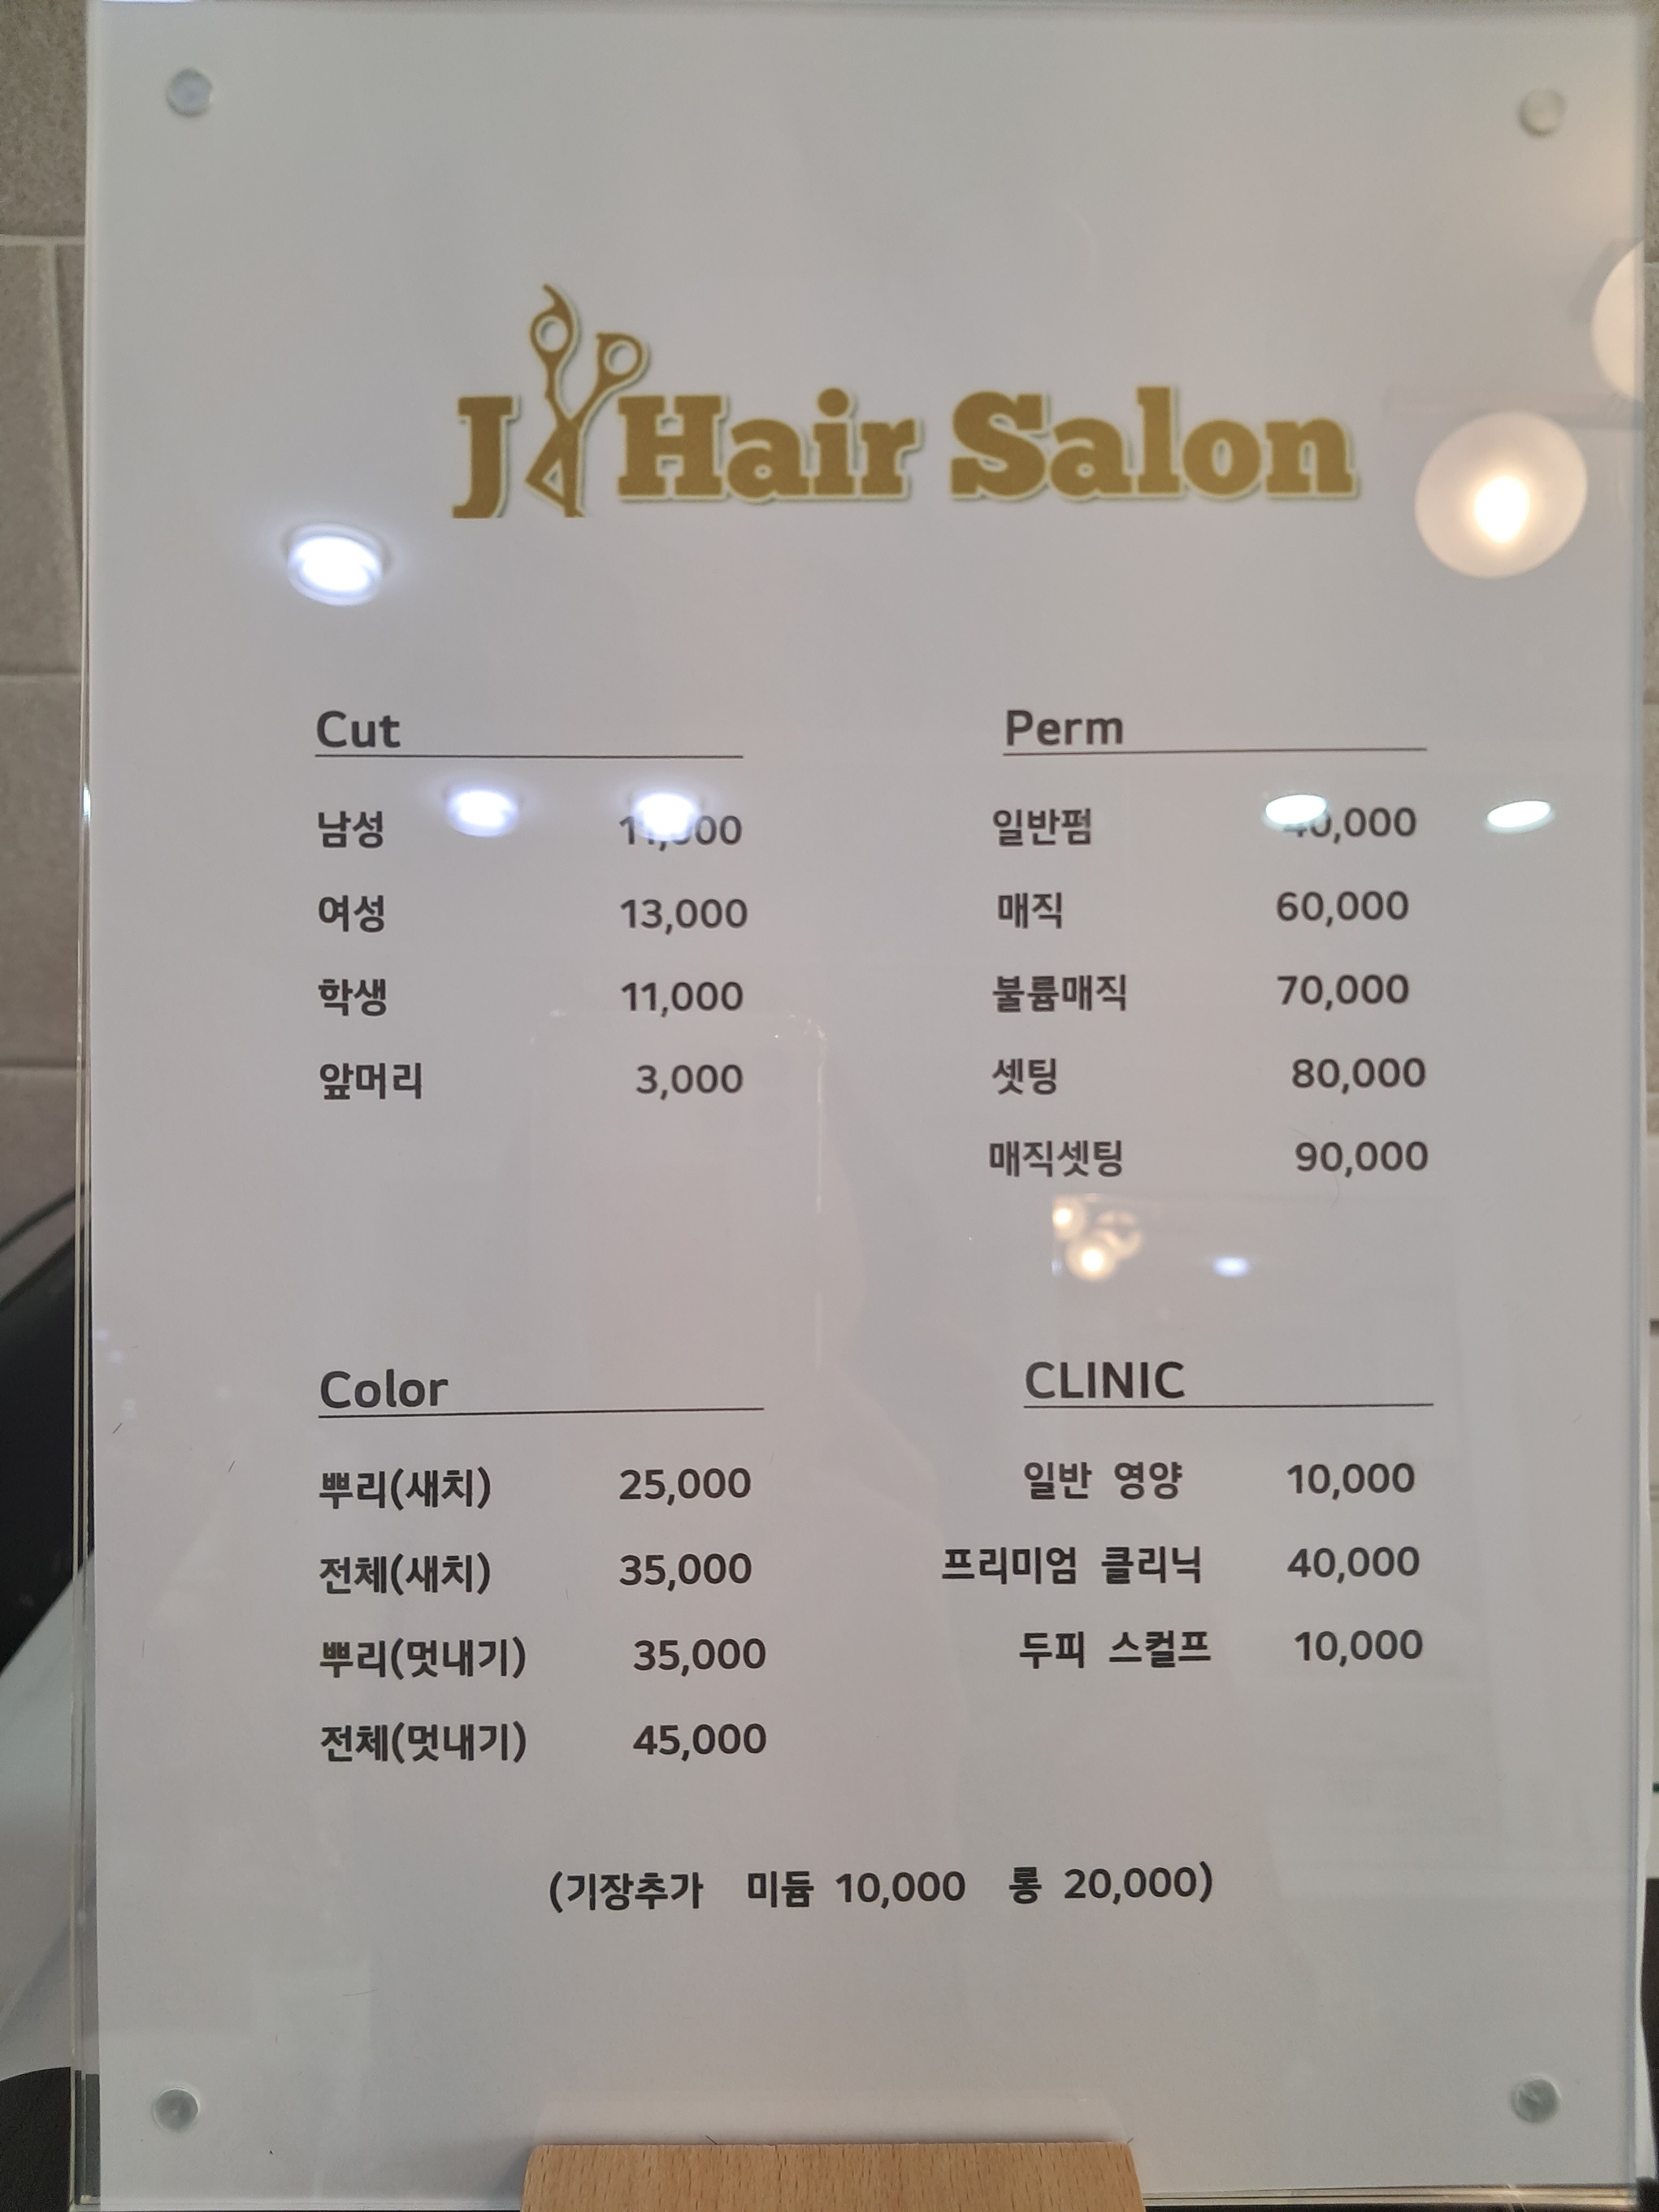 J Hair Salon
Cut
남성 11,000
여성 13,000
학생 11,000
앞머리 3,000
Perm
일반펌 40,000
매직 60,000
볼륨매직 70,000
셋팅 80,000
매직셋팅 90,000
Color
뿌리(새치) 25,000
전체(새치) 35,000
뿌리(멋내기) 35,000
전체(멋내기) 45,000
CLINIC
일반 영양 10,000
프리미엄 클리닉 40,000
두피 스컬프 10,000
(기장추가 미듐 10,000 롱 20,000)